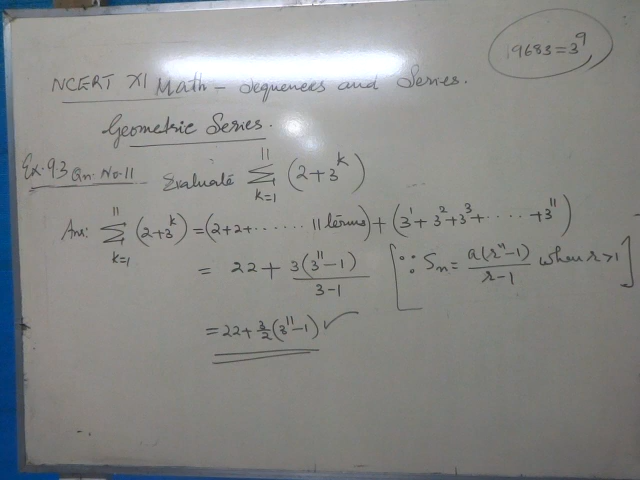 19683 = 3^9
NCERT XI Math - Sequences and Series.
Geometric Series.
Ex. 9.3 Qn. No. 11 Evaluate ∑_{k=1}^{11} (2+3^k)
Ans: ∑_{k=1}^{11} (2+3^k) = (2+2+ ....... 11 terms) + (3^1+3^2+3^3+ ...... +3^11)
= 22 + 3(3^11-1)/(3-1) [∵ S_n = a(r^n-1)/(r-1) when r>1]
= 22 + 3/2 (3^11-1) ✓